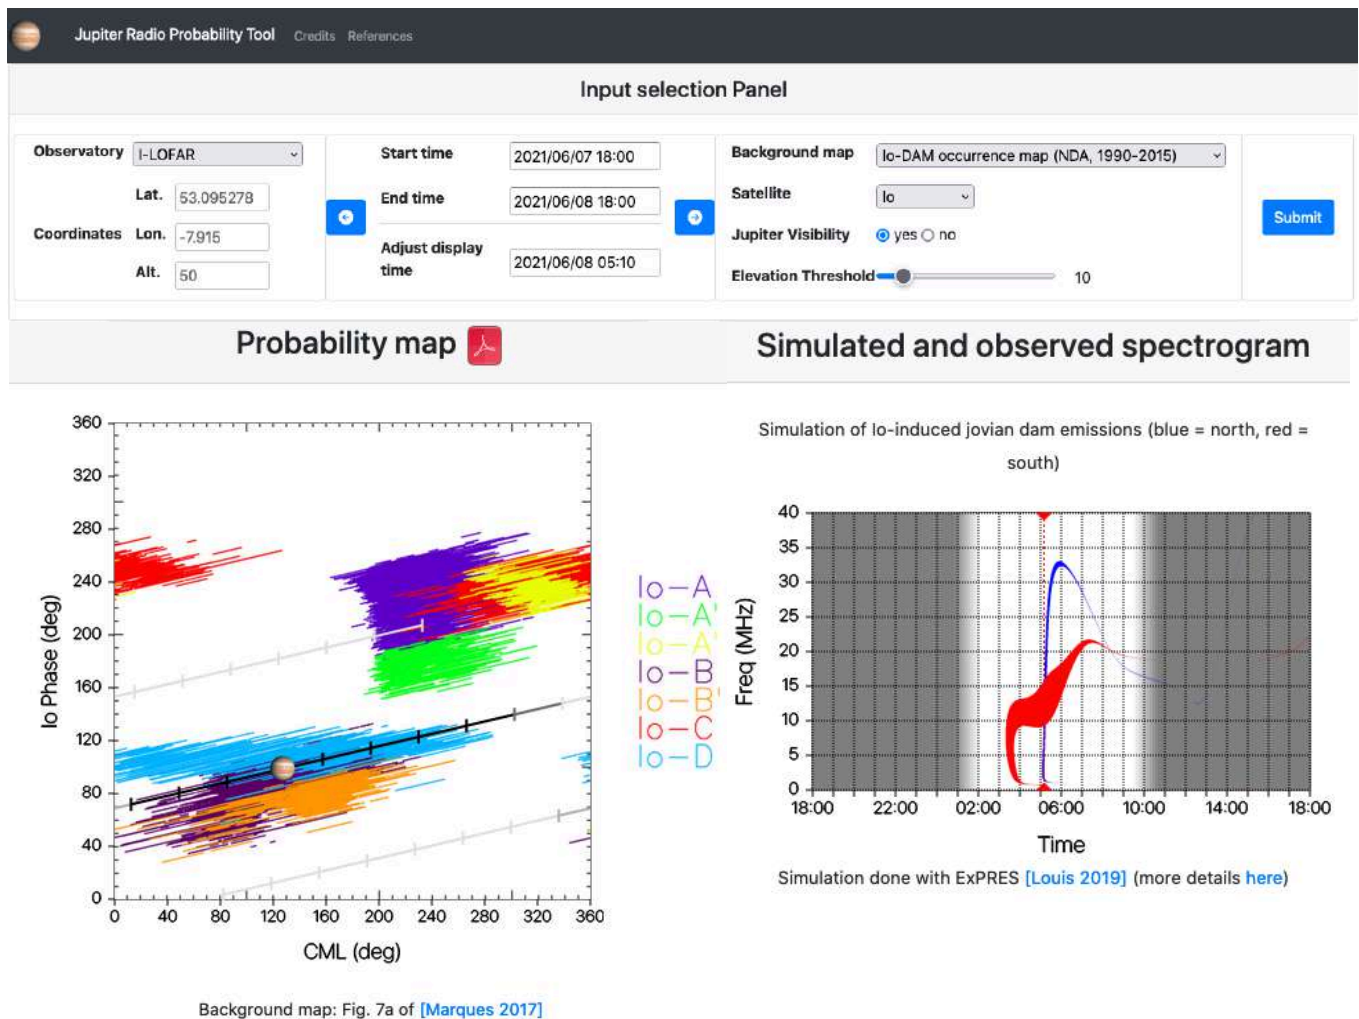 Jupiter Radio Probability Tool Credits References
Input selection Panel
Observatory I-LOFAR
Lat. 53.095278
Coordinates Lon. -7.915
Alt. 50
Start time 2021/06/07 18:00
End time 2021/06/08 18:00
Adjust display time 2021/06/08 05:10
Background map Io-DAM occurrence map (NDA, 1990-2015)
Satellite Io
Jupiter Visibility yes no
Elevation Threshold 10
Submit
Probability map
360
320
280
240
200
160
120
80
40
0
Io Phase (deg)
0 40 80 120 160 200 240 280 320 360
CML (deg)
Io-A
Io-A'
Io-A'
Io-B
Io-B'
Io-C
Io-D
Background map: Fig. 7a of [Marques 2017]
Simulated and observed spectrogram
Simulation of Io-induced jovian dam emissions (blue = north, red =
south)
40
35
30
25
20
15
10
5
0
Freq (MHz)
18:00 22:00 02:00 06:00 10:00 14:00 18:00
Time
Simulation done with ExPRES [Louis 2019] (more details here)